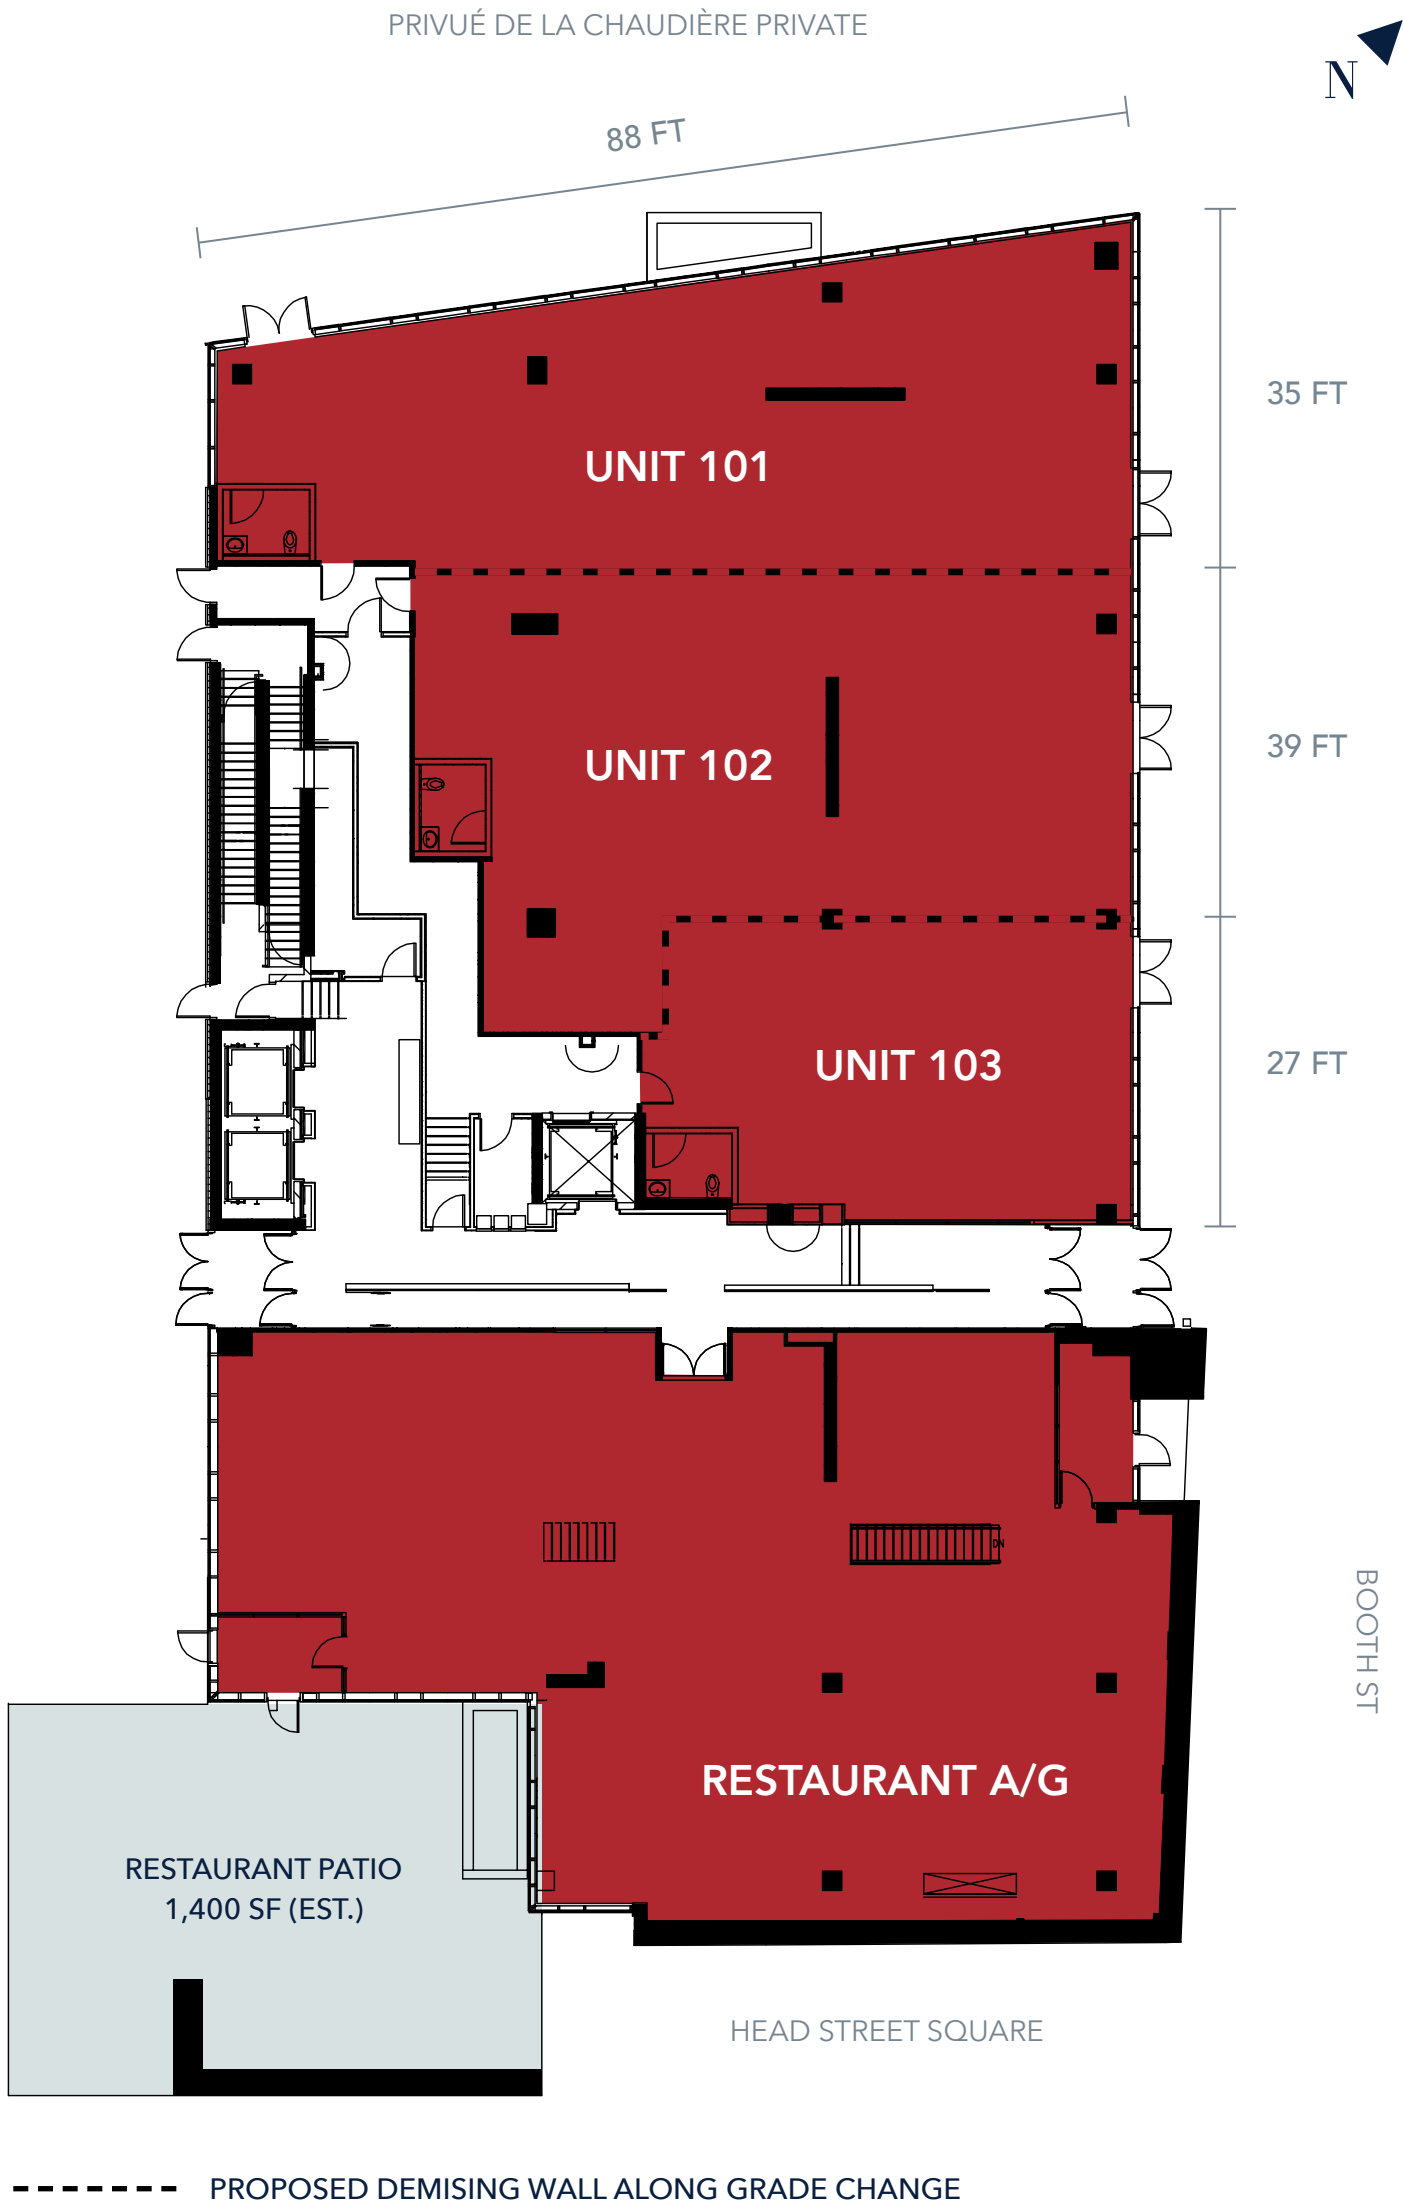 PRIVUÉ DE LA CHAUDIÈRE PRIVATE
N
88 FT
35 FT
UNIT 101
39 FT
UNIT 102
27 FT
UNIT 103
DN
BOOTH ST
RESTAURANT A/G
RESTAURANT PATIO
1,400 SF (EST.)
HEAD STREET SQUARE
PROPOSED DEMISING WALL ALONG GRADE CHANGE